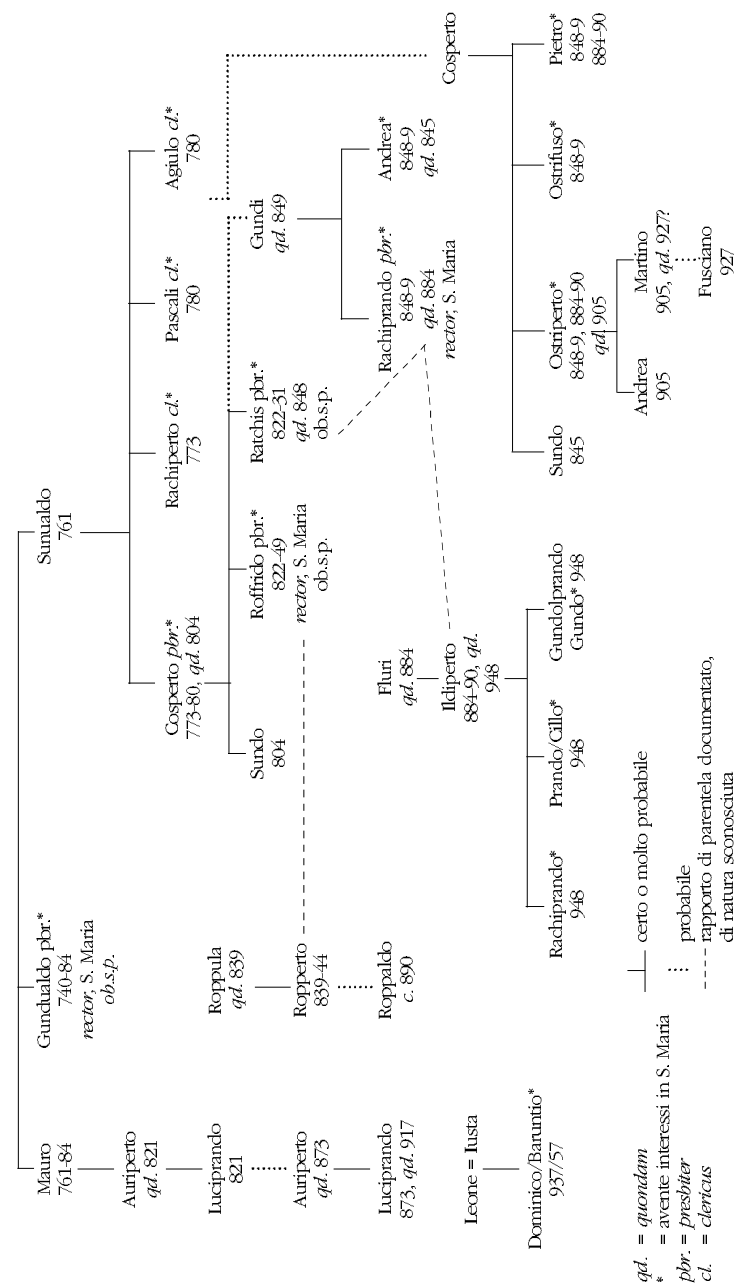 Mauro
761-84
Gundualdo pbr.*
740-84
rector, S. Maria
ob.s.p.
Sunualdo
761
Auriperto
qd. 821
Cosperto pbr.*
773-80, qd. 804
Rachiperto cl.*
773
Pascali cl.*
780
Agiulo cl.*
780
Luciprando
821
Roppula
qd. 839
Sundo
804
Roffrido pbr.*
822-49
rector, S. Maria
ob.s.p.
Ratchis pbr.*
822-31
qd. 848
ob.s.p.
Gundi
qd. 849
Auriperto
qd. 873
Ropperto
839-44
Luciprando
873, qd. 917
Roppaldo
c. 890
Fluri
qd. 884
Rachiprando pbr.*
848-9
qd. 884
rector, S. Maria
Andrea*
848-9
qd. 845
Cosperto
Leone = Iusta
Ildiperto
884-90, qd.
948
Dominico/Baruntio*
937/57
Rachiprando*
948
Prando/Gillo*
948
Gundolprando
Gundo* 948
Sundo
845
Ostriperto*
848-9, 884-90
qd. 905
Ostrifuso*
848-9
Pietro*
848-9
884-90
Andrea
905
Martino
905, qd. 927?
Fusciano
927
qd. = quondam
* = avente interessi in S. Maria
pbr. = presbiter
cl. = clericus
certo o molto probabile
probabile
rapporto di parentela documentato,
di natura sconosciuta